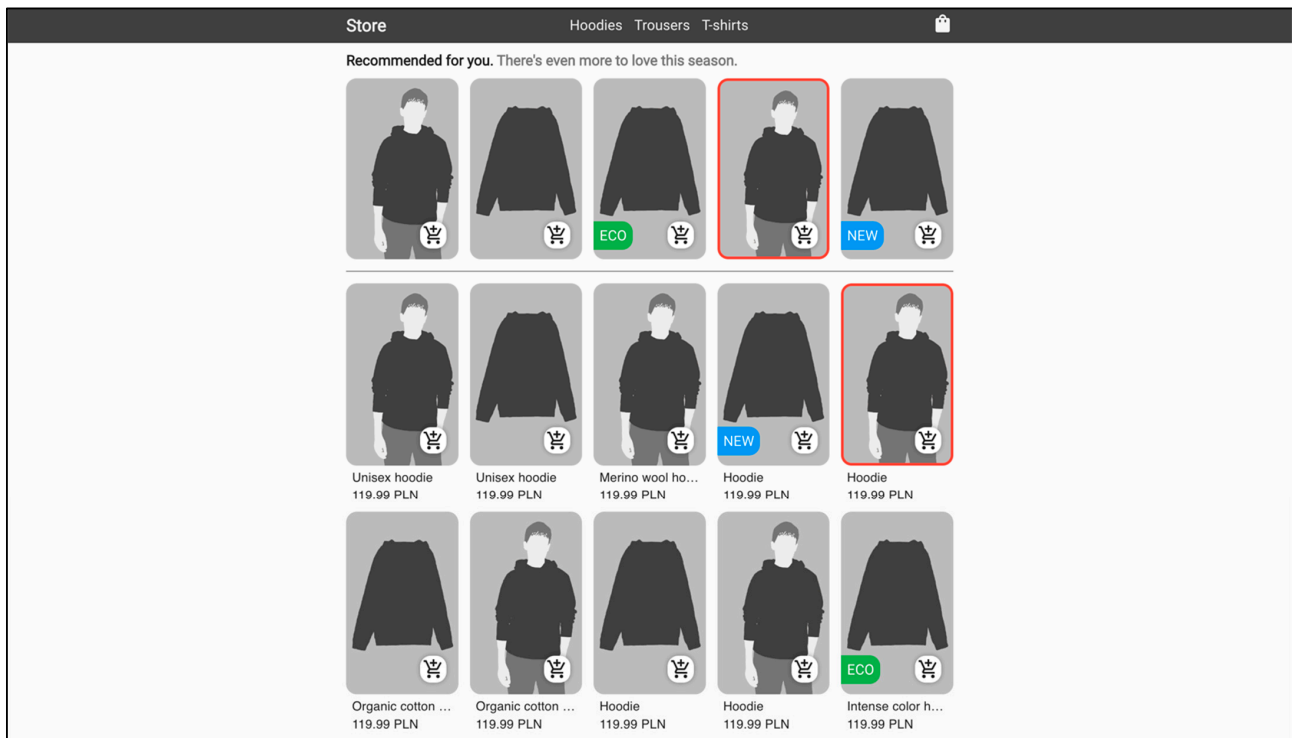 Store Hoodies Trousers T-shirts
Recommended for you. There's even more to love this season.
ECO NEW
NEW
Unisex hoodie Unisex hoodie Merino wool ho... Hoodie Hoodie
119.99 PLN 119.99 PLN 119.99 PLN 119.99 PLN 119.99 PLN
ECO
Organic cotton ... Organic cotton ... Hoodie Hoodie Intense color h...
119.99 PLN 119.99 PLN 119.99 PLN 119.99 PLN 119.99 PLN